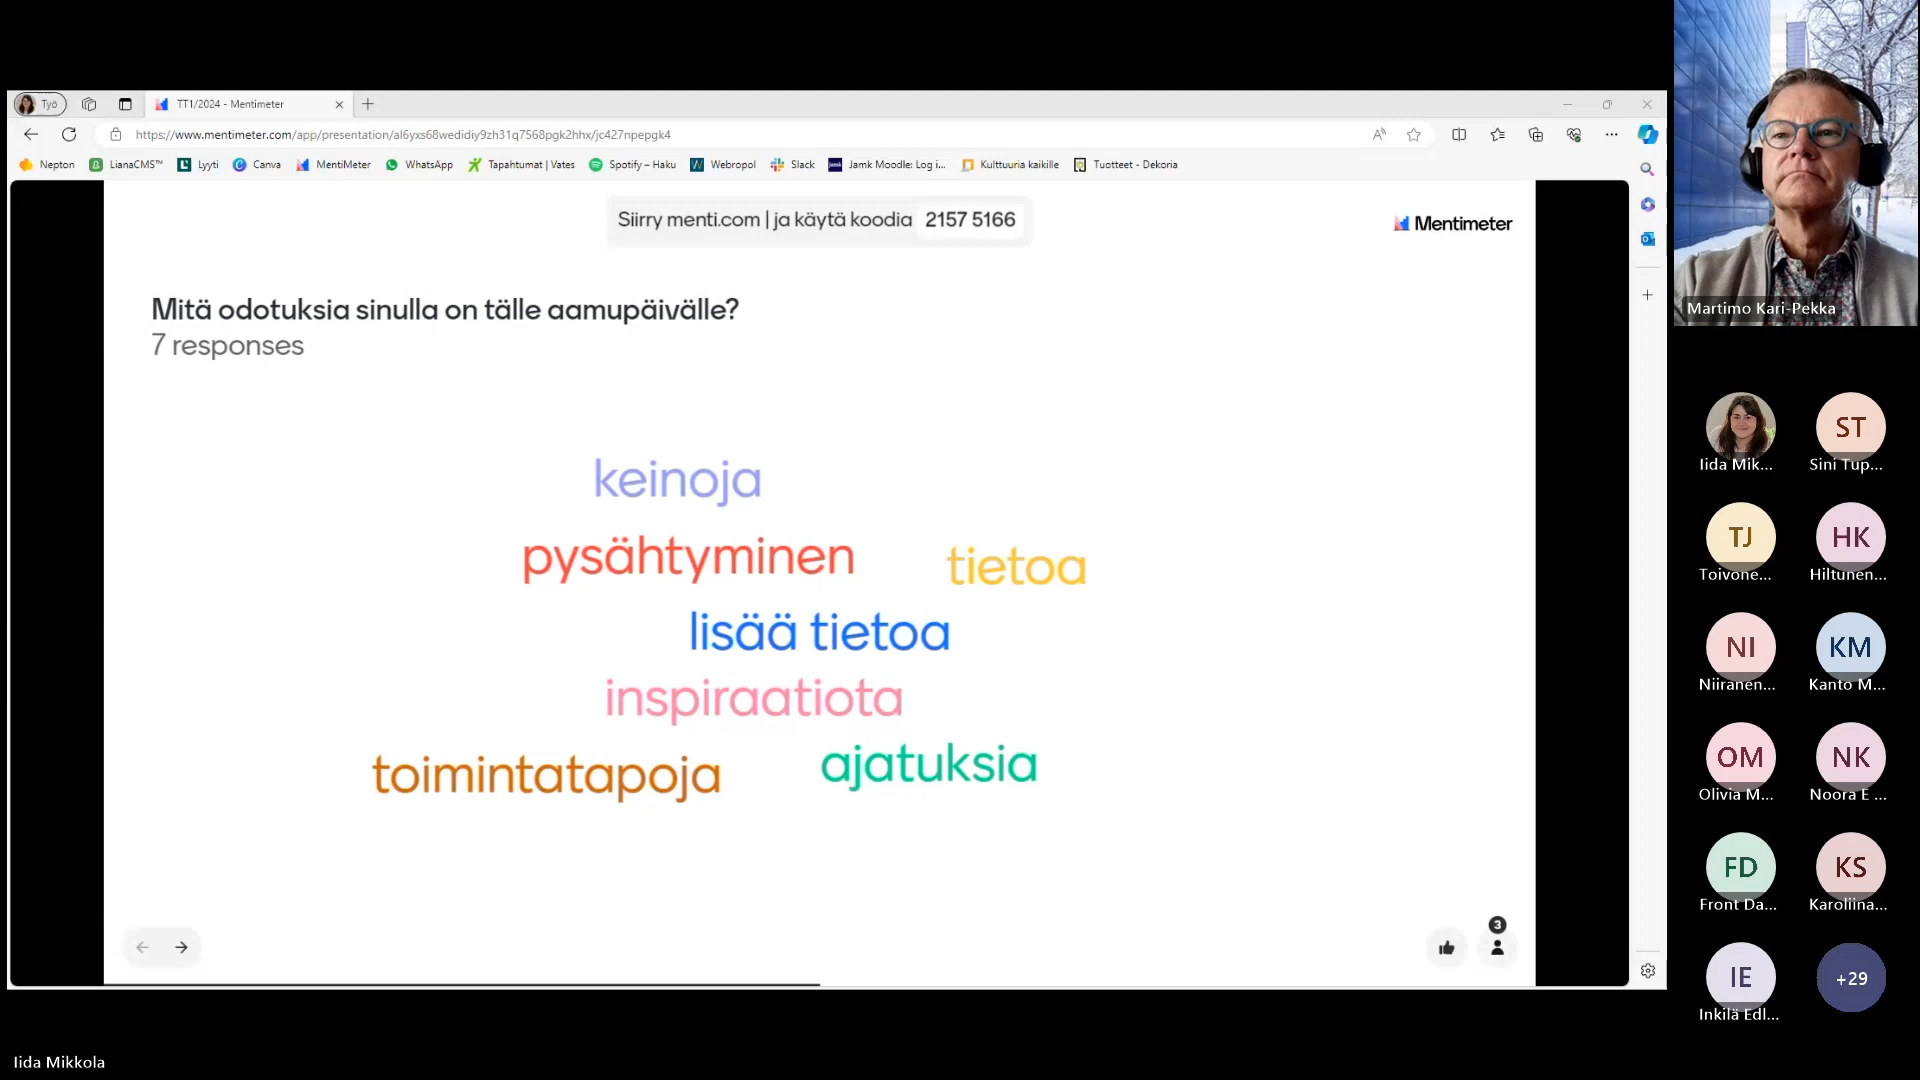 Työ
TT1/2024 - Mentimeter
https://www.mentimeter.com/app/presentation/al6yxs68wedidiy9zh31q7568pgk2hhx/jc427npepgk4
Nepton
LianaCMS™
Lyyti
Canva
MentiMeter
WhatsApp
Tapahtumat | Vates
Spotify – Haku
Webropol
Slack
Jamk Moodle: Log i...
Kulttuuria kaikille
Tuotteet - Dekoria
Siirry menti.com | ja käytä koodia 2157 5166
Mentimeter
Mitä odotuksia sinulla on tälle aamupäivälle?
7 responses
keinoja
pysähtyminen
tietoa
lisää tietoa
inspiraatiota
toimintatapoja
ajatuksia
3
Martimo Kari-Pekka
Iida Mik...
ST
Sini Tup...
TJ
Toivone...
HK
Hiltunen...
NI
Niiranen...
KM
Kanto M...
OM
Olivia M...
NK
Noora E ...
FD
Front Da...
KS
Karoliina...
IE
Inkilä Edl...
+29
Iida Mikkola